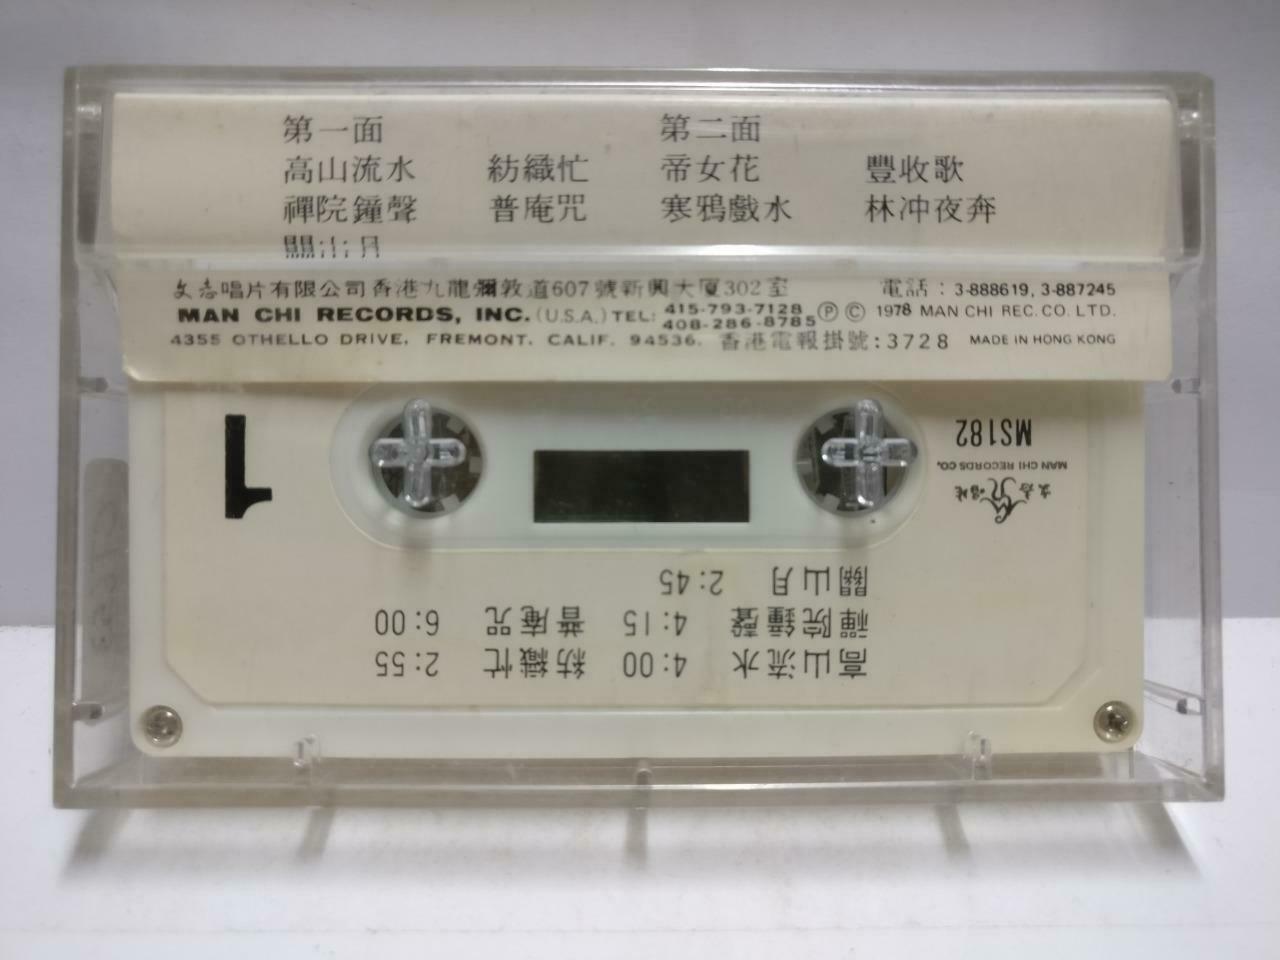 第一面 第二面
高山流水 紡織忙 帝女花 豐收歌
禪院鐘聲 普庵咒 寒鴉戲水 林冲夜奔
關山月
文志唱片有限公司香港九龍彌敦道607號新興大厦302室 電話：3-888619, 3-887245
MAN CHI RECORDS, INC. (U.S.A.) TEL: 415-793-7128 408-286-8785 Ⓟ Ⓒ 1978 MAN CHI REC. CO. LTD.
4355 OTHELLO DRIVE, FREMONT, CALIF. 94536. 香港電報掛號:3728 MADE IN HONG KONG
1
高山流水 4:00 紡織忙 2:55
禪院鐘聲 4:15 普庵咒 6:00
關山月 2:45
文志唱片
MAN CHI RECORDS CO.
MS182